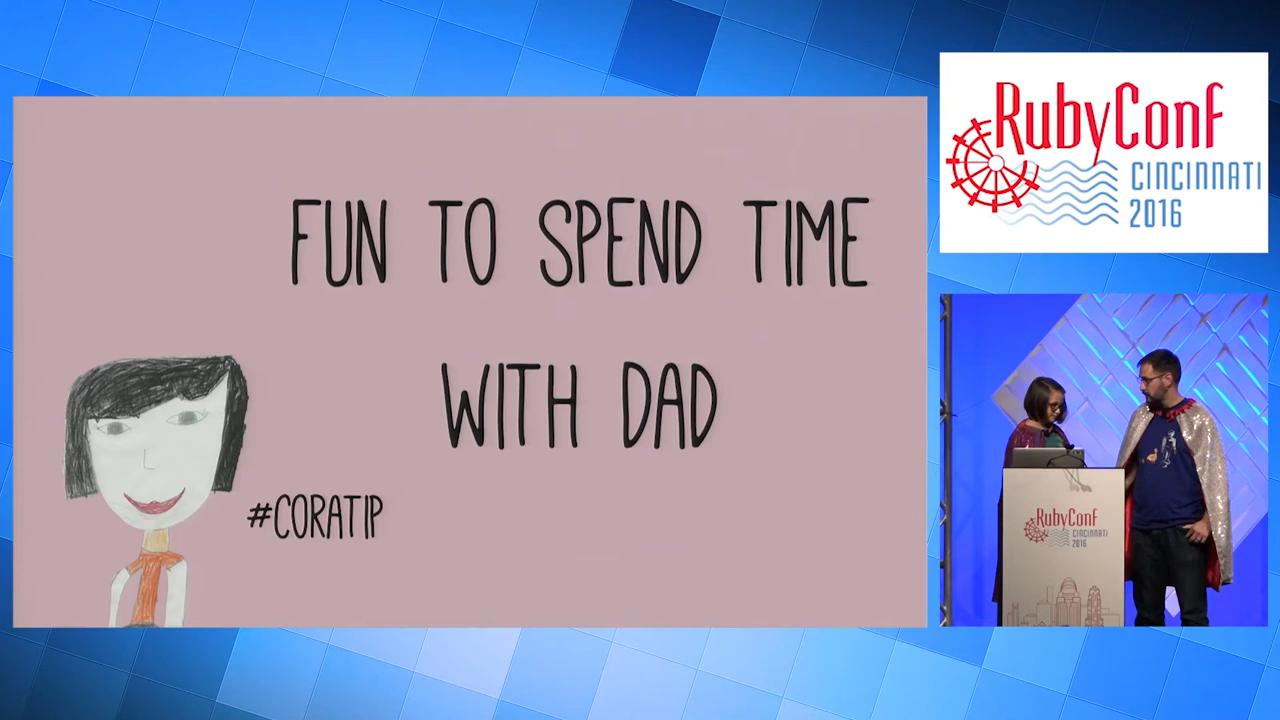 FUN TO SPEND TIME
WITH DAD
#CORATIP
RubyConf
CINCINNATI
2016
RubyConf
CINCINNATI
2016